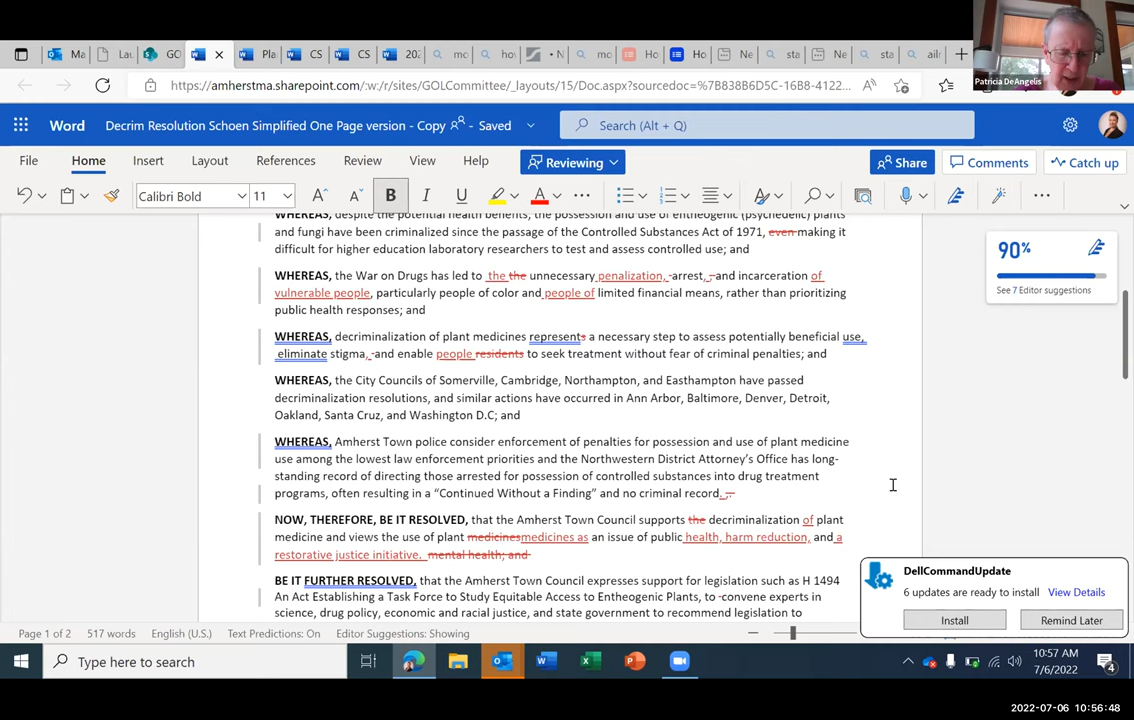 Ma
Lau
GO
Pla
CS
CS
202
mo
hov
• N
mo
Ho
Ho
Ne
sta
Ne
sta
ailr
https://amherstma.sharepoint.com/:w:/r/sites/GOLCommittee/_layouts/15/Doc.aspx?sourcedoc=%7B838B6D5C-16B8-4122...
Patricia DeAngelis
Word
Decrim Resolution Schoen Simplified One Page version - Copy - Saved
Search (Alt + Q)
File Home Insert Layout References Review View Help Reviewing Share Comments Catch up
Calibri Bold 11 A A B I U A
WHEREAS, despite the potential health benefits, the possession and use of entheogenic (psychedelic) plants
and fungi have been criminalized since the passage of the Controlled Substances Act of 1971, even making it
difficult for higher education laboratory researchers to test and assess controlled use; and
WHEREAS, the War on Drugs has led to the the unnecessary penalization, -arrest, ,-and incarceration of
vulnerable people, particularly people of color and people of limited financial means, rather than prioritizing
public health responses; and
WHEREAS, decriminalization of plant medicines represents a necessary step to assess potentially beneficial use,
eliminate stigma, -and enable people residents to seek treatment without fear of criminal penalties; and
WHEREAS, the City Councils of Somerville, Cambridge, Northampton, and Easthampton have passed
decriminalization resolutions, and similar actions have occurred in Ann Arbor, Baltimore, Denver, Detroit,
Oakland, Santa Cruz, and Washington D.C; and
WHEREAS, Amherst Town police consider enforcement of penalties for possession and use of plant medicine
use among the lowest law enforcement priorities and the Northwestern District Attorney's Office has long-
standing record of directing those arrested for possession of controlled substances into drug treatment
programs, often resulting in a "Continued Without a Finding" and no criminal record.
NOW, THEREFORE, BE IT RESOLVED, that the Amherst Town Council supports the decriminalization of plant
medicine and views the use of plant medicinesmedicines as an issue of public health, harm reduction, and a
restorative justice initiative. mental health; and
BE IT FURTHER RESOLVED, that the Amherst Town Council expresses support for legislation such as H 1494
An Act Establishing a Task Force to Study Equitable Access to Entheogenic Plants, to -convene experts in
science, drug policy, economic and racial justice, and state government to recommend legislation to
90%
See 7 Editor suggestions
DellCommandUpdate
6 updates are ready to install View Details
Install Remind Later
Page 1 of 2 517 words English (U.S.) Text Predictions: On Editor Suggestions: Showing
Type here to search
10:57 AM
7/6/2022
4
2022-07-06 10:56:48